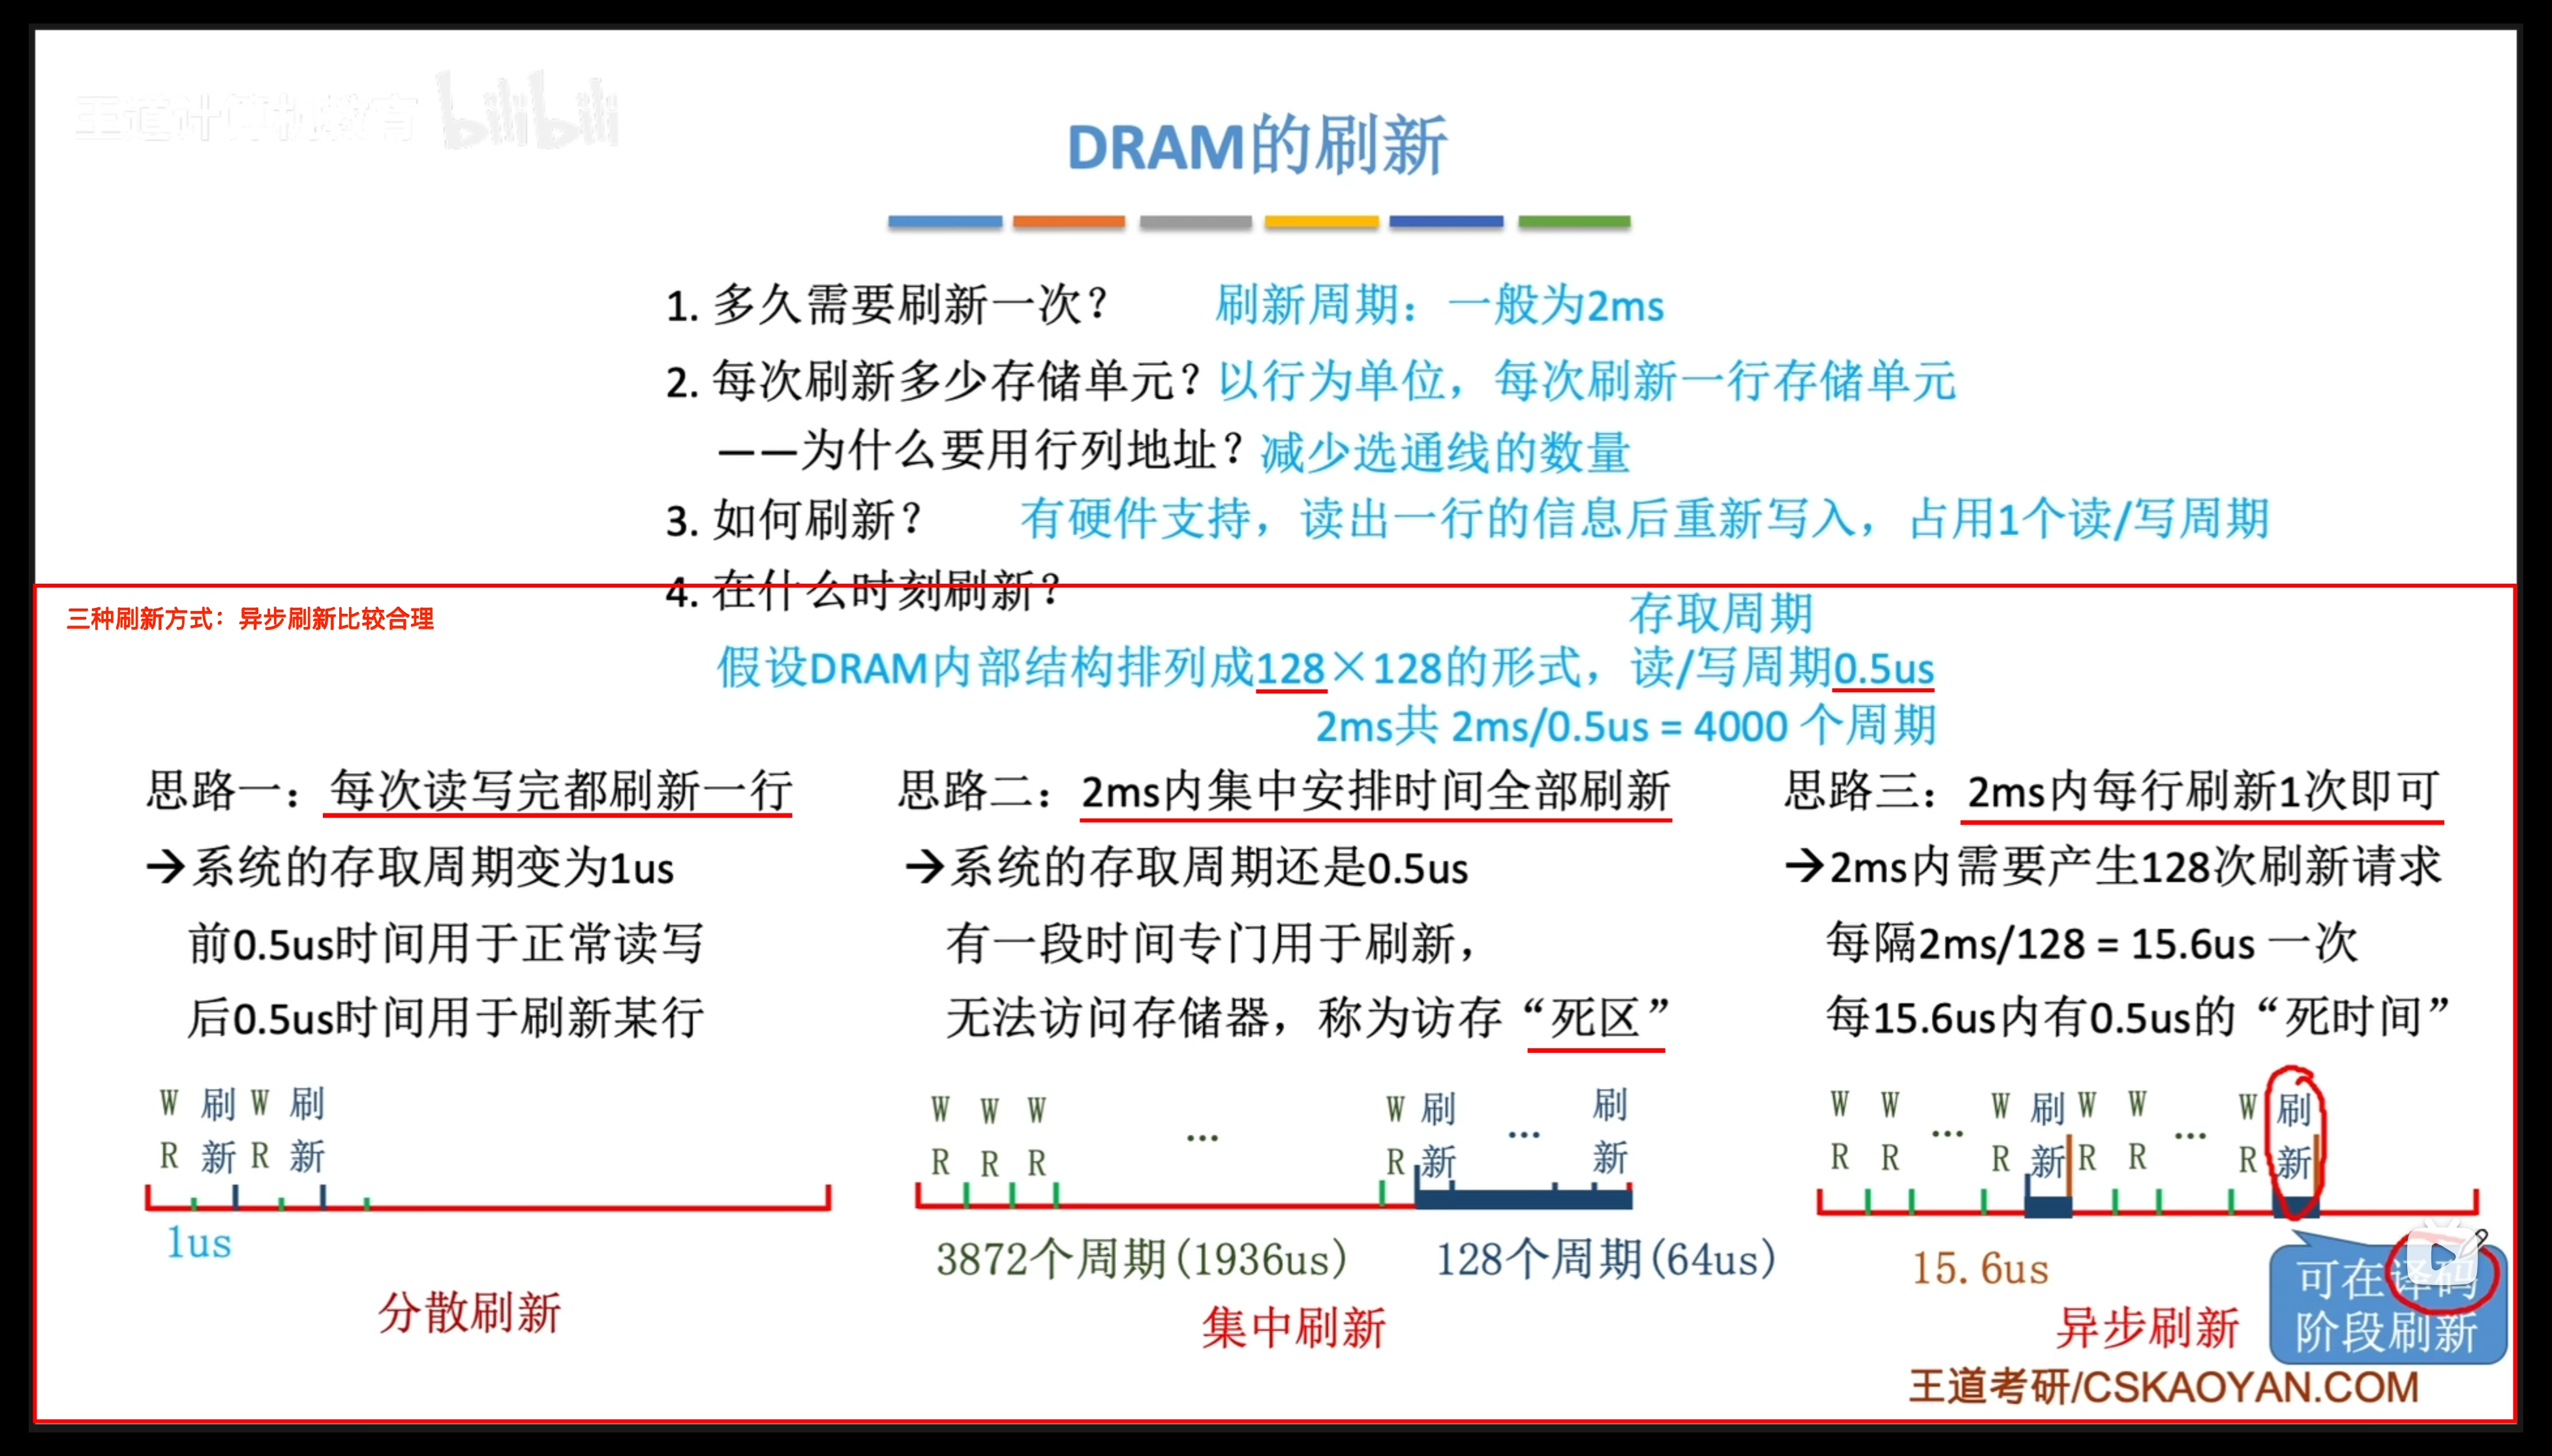 王道计算机教育 bilibili
DRAM的刷新
1. 多久需要刷新一次？ 刷新周期：一般为2ms
2. 每次刷新多少存储单元？以行为单位，每次刷新一行存储单元
——为什么要用行列地址？减少选通线的数量
3. 如何刷新？ 有硬件支持，读出一行的信息后重新写入，占用1个读/写周期
4. 在什么时刻刷新？
三种刷新方式：异步刷新比较合理
存取周期
假设DRAM内部结构排列成128×128的形式，读/写周期0.5us
2ms共 2ms/0.5us = 4000 个周期
思路一：每次读写完都刷新一行
→系统的存取周期变为1us
前0.5us时间用于正常读写
后0.5us时间用于刷新某行
W 刷 W 刷
R 新 R 新
1us
分散刷新
思路二：2ms内集中安排时间全部刷新
→系统的存取周期还是0.5us
有一段时间专门用于刷新，
无法访问存储器，称为访存“死区”
W W W W 刷 刷
R R R ... R 新 ... 新
3872个周期(1936us) 128个周期(64us)
集中刷新
思路三：2ms内每行刷新1次即可
→2ms内需要产生128次刷新请求
每隔2ms/128 = 15.6us 一次
每15.6us内有0.5us的“死时间”
W W ... W 刷 W W ... W 刷
R R R 新 R R R 新
15.6us
异步刷新
可在译码
阶段刷新
王道考研/CSKAOYAN.COM